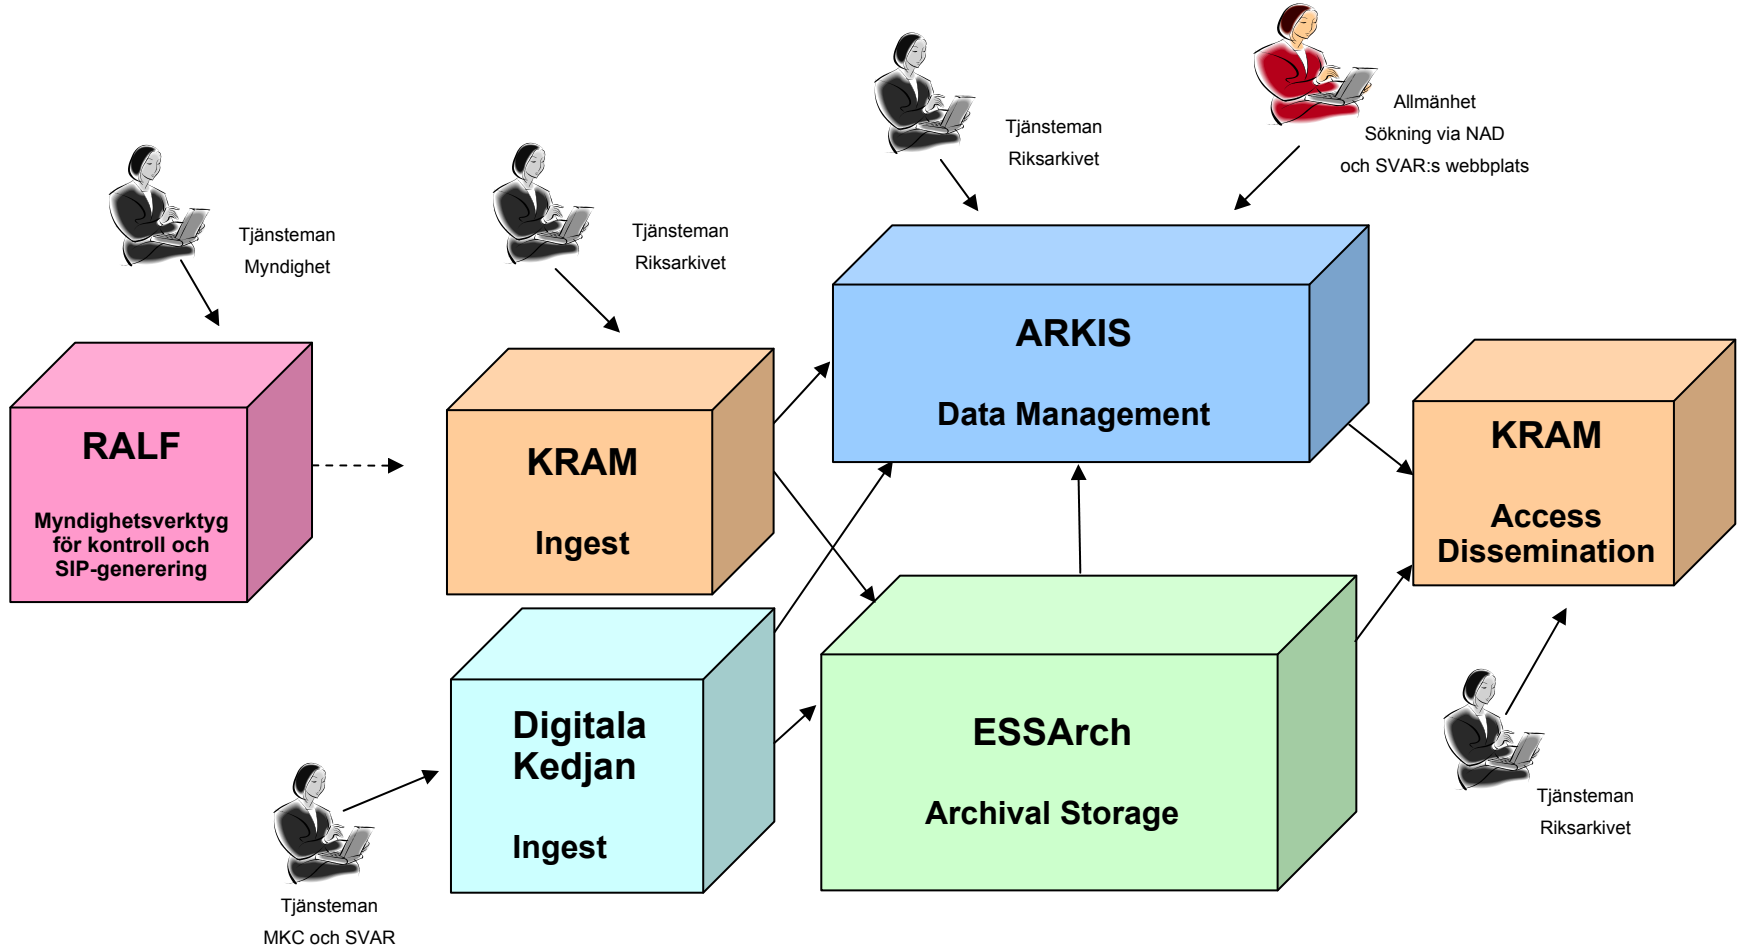 Tjänsteman
Riksarkivet
Allmänhet
Sökning via NAD
och SVAR:s webbplats
Tjänsteman
Myndighet
Tjänsteman
Riksarkivet
RALF
Myndighetsverktyg
för kontroll och
SIP-generering
KRAM
Ingest
ARKIS
Data Management
KRAM
Access
Dissemination
Digitala
Kedjan
Ingest
ESSArch
Archival Storage
Tjänsteman
Riksarkivet
Tjänsteman
MKC och SVAR